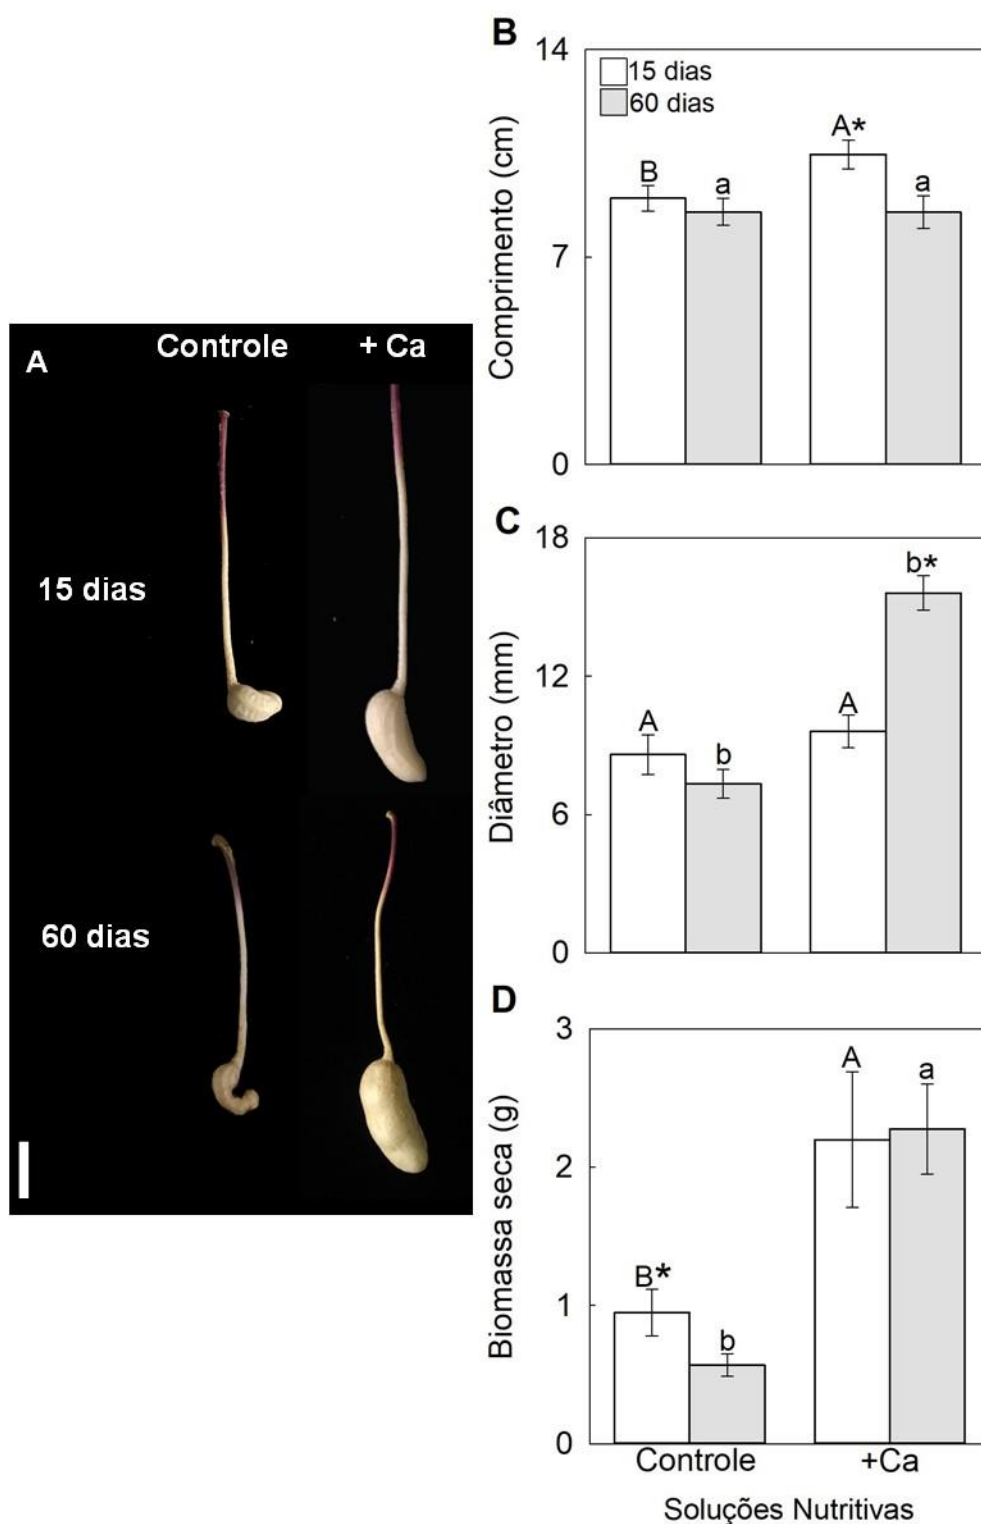 A
Controle
+ Ca
15 dias
60 dias
B
14
15 dias
60 dias
Comprimento (cm)
B
a
A*
a
7
0
C
18
Diâmetro (mm)
A
b
A
b*
12
6
0
D
3
Biomassa seca (g)
B*
b
A
a
2
1
0
Controle
+Ca
Soluções Nutritivas